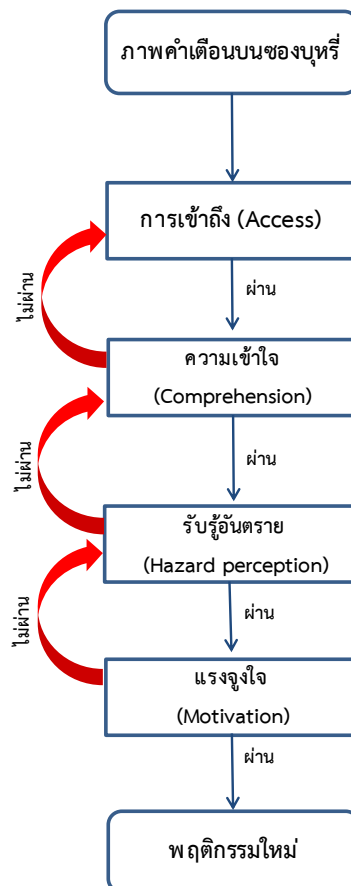 ภาพคำเตือนบนซองบุหรี่
การเข้าถึง (Access)
ผ่าน
ไม่ผ่าน
ความเข้าใจ
(Comprehension)
ผ่าน
ไม่ผ่าน
รับรู้อันตราย
(Hazard perception)
ผ่าน
ไม่ผ่าน
แรงจูงใจ
(Motivation)
ผ่าน
พฤติกรรมใหม่